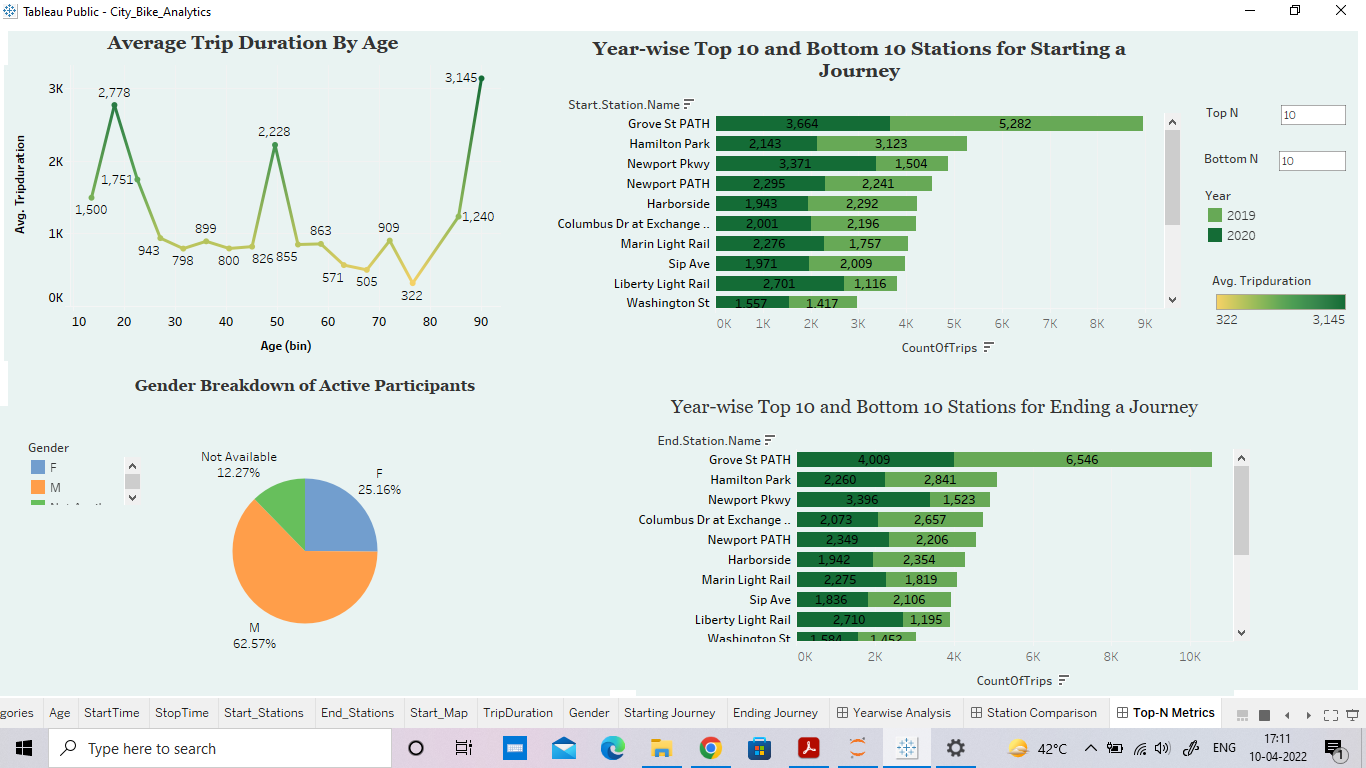 Tableau Public - City_Bike_Analytics
Average Trip Duration By Age
3K
2K
1K
0K
Avg. Tripduration
1,500
2,778
1,751
943
798
899
800
826
2,228
855
863
571
505
909
322
1,240
3,145
10 20 30 40 50 60 70 80 90
Age (bin)
Year-wise Top 10 and Bottom 10 Stations for Starting a
Journey
Start.Station.Name
Grove St PATH 3,664 5,282
Hamilton Park 2,143 3,123
Newport Pkwy 3,371 1,504
Newport PATH 2,295 2,241
Harborside 1,943 2,292
Columbus Dr at Exchange .. 2,001 2,196
Marin Light Rail 2,276 1,757
Sip Ave 1,971 2,009
Liberty Light Rail 2,701 1,116
Washington St 1,557 1,417
0K 1K 2K 3K 4K 5K 6K 7K 8K 9K
CountOfTrips
Top N 10
Bottom N 10
Year
2019
2020
Avg. Tripduration
322 3,145
Gender Breakdown of Active Participants
Gender
F
M
Not Available
12.27%
F
25.16%
M
62.57%
Year-wise Top 10 and Bottom 10 Stations for Ending a Journey
End.Station.Name
Grove St PATH 4,009 6,546
Hamilton Park 2,260 2,841
Newport Pkwy 3,396 1,523
Columbus Dr at Exchange .. 2,073 2,657
Newport PATH 2,349 2,206
Harborside 1,942 2,354
Marin Light Rail 2,275 1,819
Sip Ave 1,836 2,106
Liberty Light Rail 2,710 1,195
Washington St 1,584 1,452
0K 2K 4K 6K 8K 10K
CountOfTrips
gories Age StartTime StopTime Start_Stations End_Stations Start_Map TripDuration Gender Starting Journey Ending Journey Yearwise Analysis Station Comparison Top-N Metrics
Type here to search
42°C
ENG
17:11
10-04-2022
1